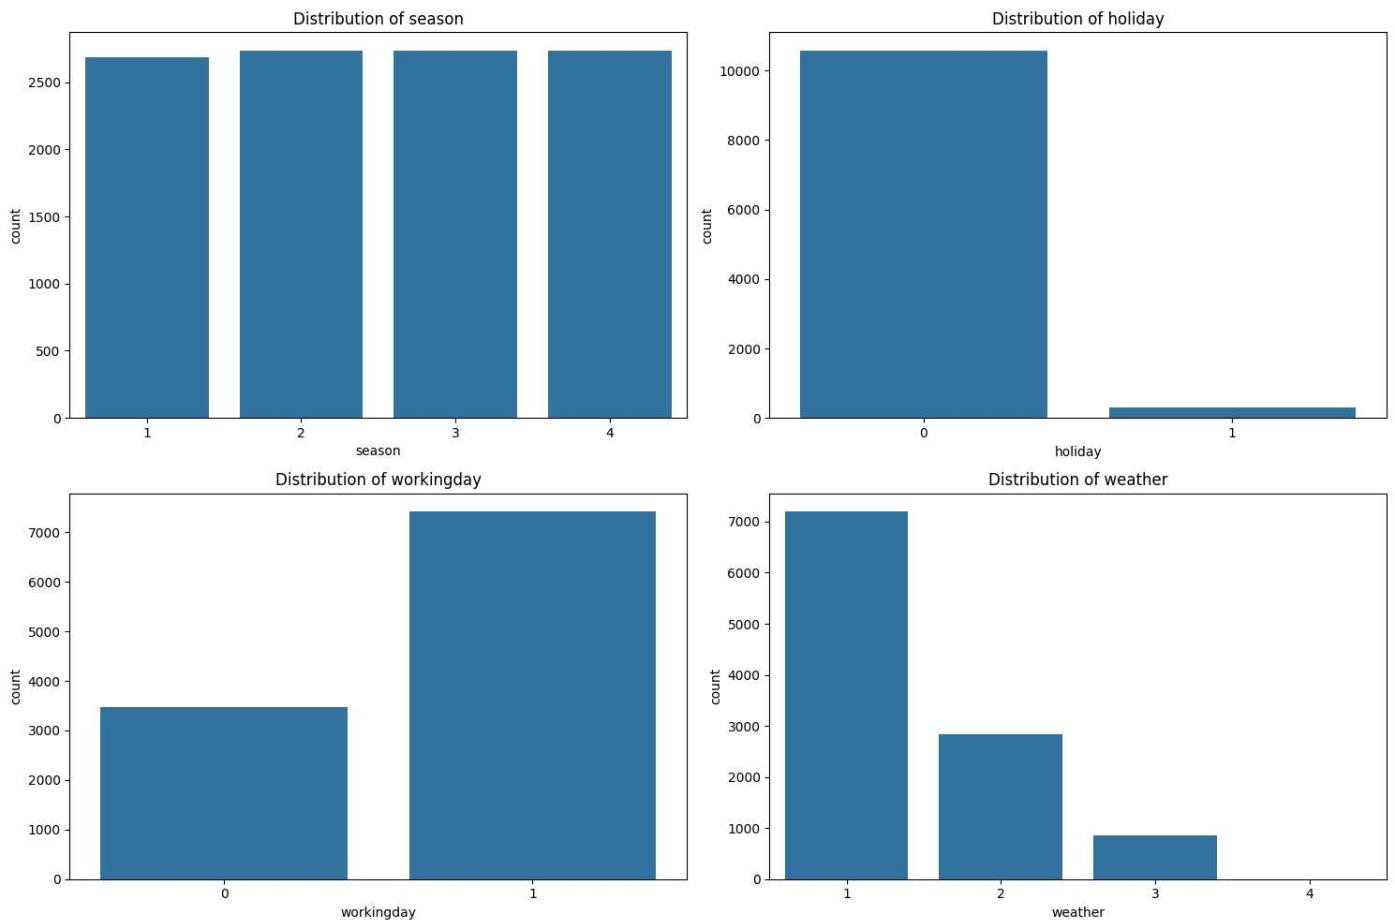 Distribution of season
2500
2000
1500
1000
500
0
count
1 2 3 4
season
Distribution of holiday
10000
8000
6000
4000
2000
0
count
0 1
holiday
Distribution of workingday
7000
6000
5000
4000
3000
2000
1000
0
count
0 1
workingday
Distribution of weather
7000
6000
5000
4000
3000
2000
1000
0
count
1 2 3 4
weather